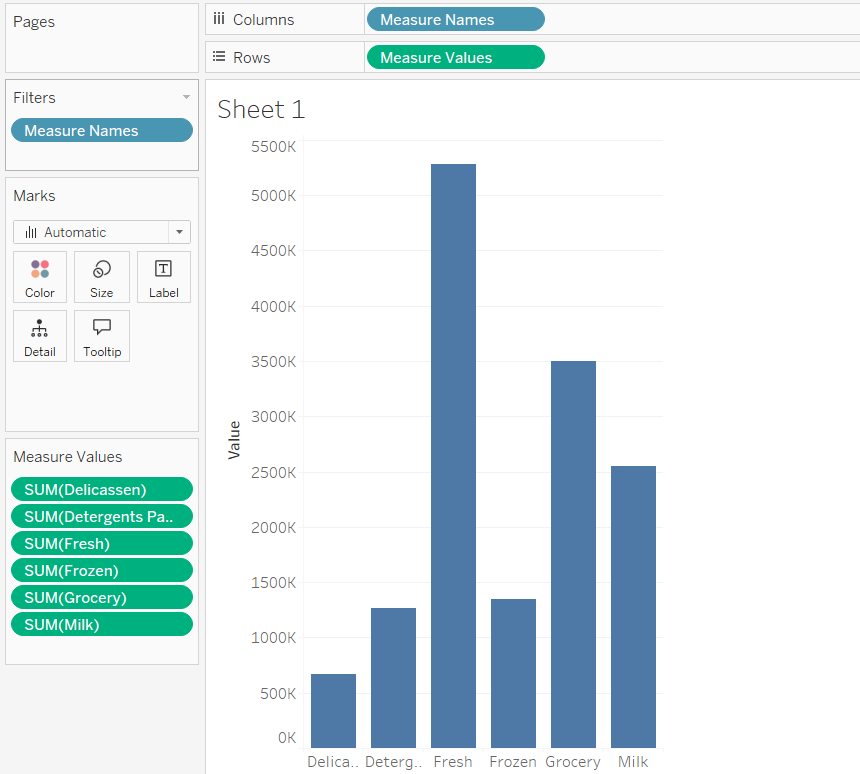 Pages
Columns
Measure Names
Rows
Measure Values
Filters
Measure Names
Marks
Automatic
Color
Size
Label
Detail
Tooltip
Measure Values
SUM(Delicassen)
SUM(Detergents Pa..
SUM(Fresh)
SUM(Frozen)
SUM(Grocery)
SUM(Milk)
Sheet 1
5500K
5000K
4500K
4000K
3500K
3000K
2500K
2000K
1500K
1000K
500K
0K
Value
Delica.. Deterg.. Fresh Frozen Grocery Milk